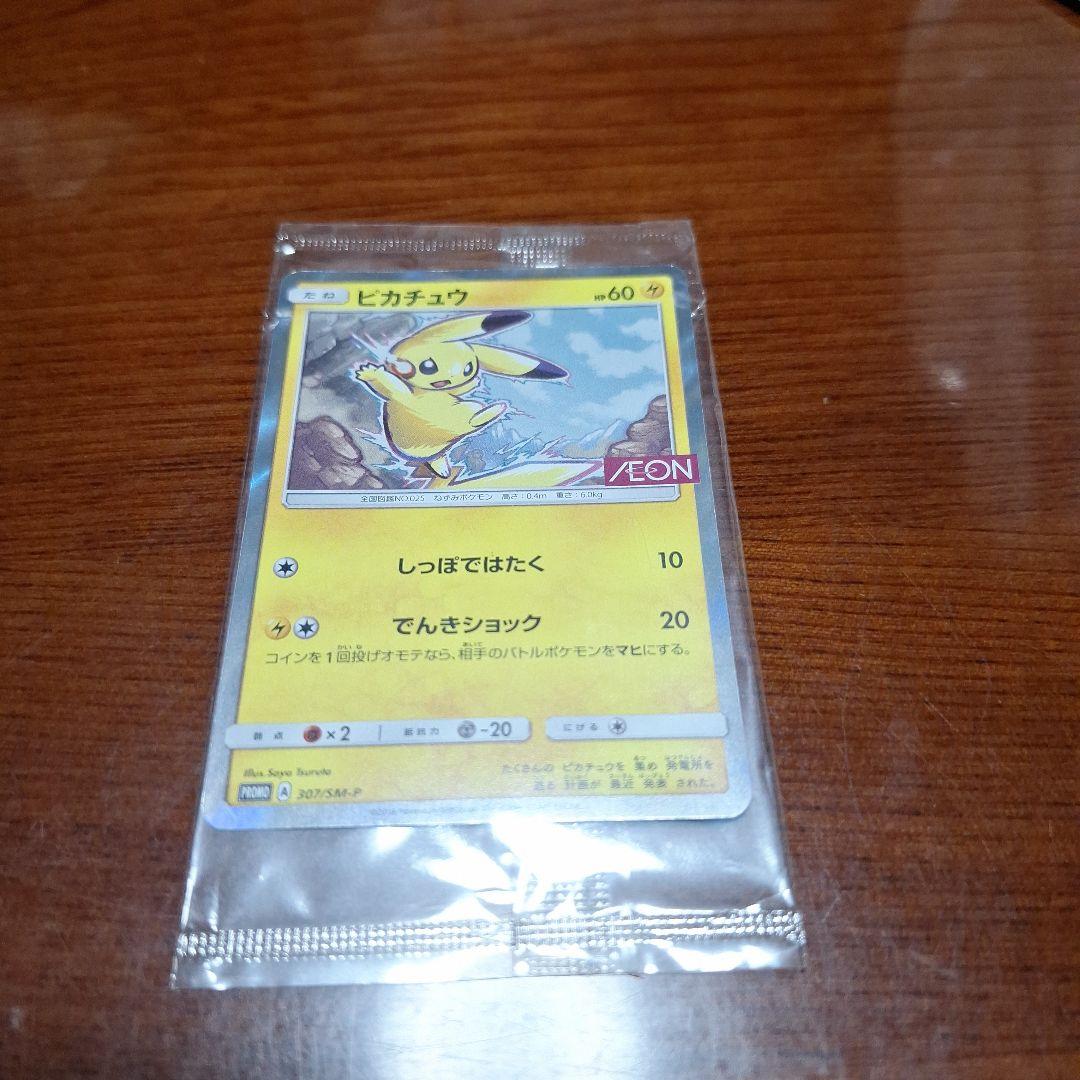 たね ピカチュウ HP60
ÆON
全国図鑑NO.025 ねずみポケモン 高さ:0.4m 重さ:6.0kg
しっぽではたく 10
でんきショック 20
コインを1回投げオモテなら、相手のバトルポケモンをマヒにする。
弱点 ×2 抵抗力 -20 にげる
Illus. Saya Tsuruta
たくさんの ピカチュウを 集め 発電所を
造る 計画が 最近 発表 された。
PROMO A 307/SM-P